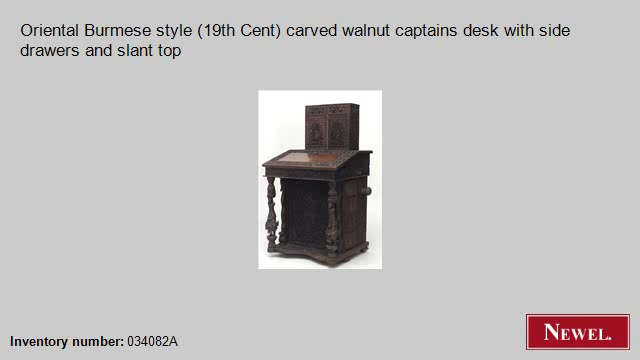 Oriental Burmese style (19th Cent) carved walnut captains desk with side
drawers and slant top
Inventory number: 034082A
NEWEL.